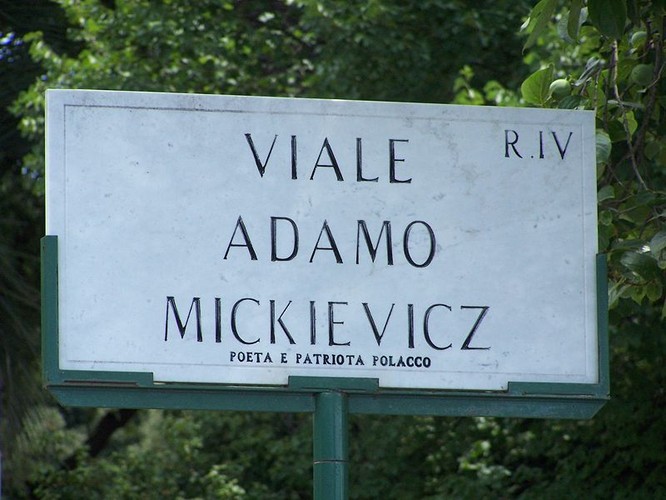 VIALE R.IV
ADAMO
MICKIEVICZ
POETA E PATRIOTA POLACCO